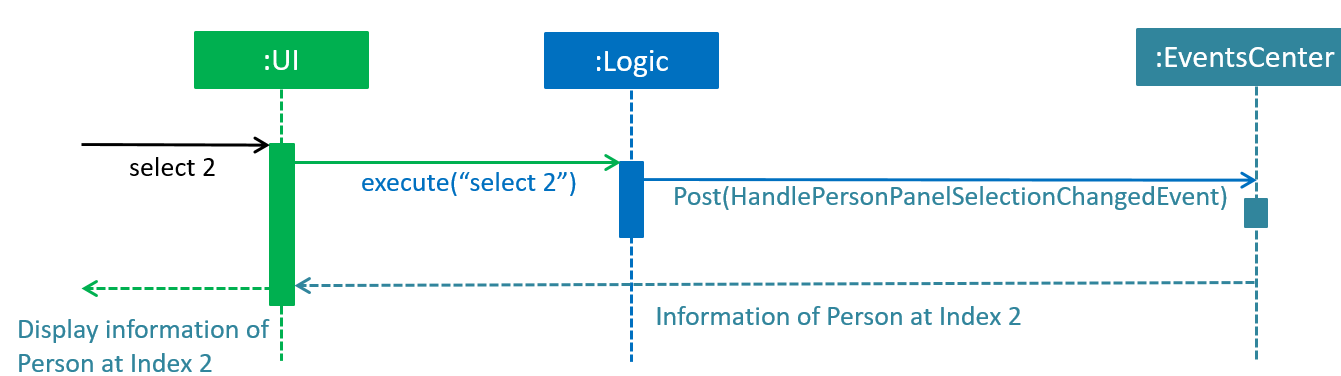 :UI
:Logic
:EventsCenter
select 2
execute(“select 2”)
Post(HandlePersonPanelSelectionChangedEvent)
Information of Person at Index 2
Display information of
Person at Index 2